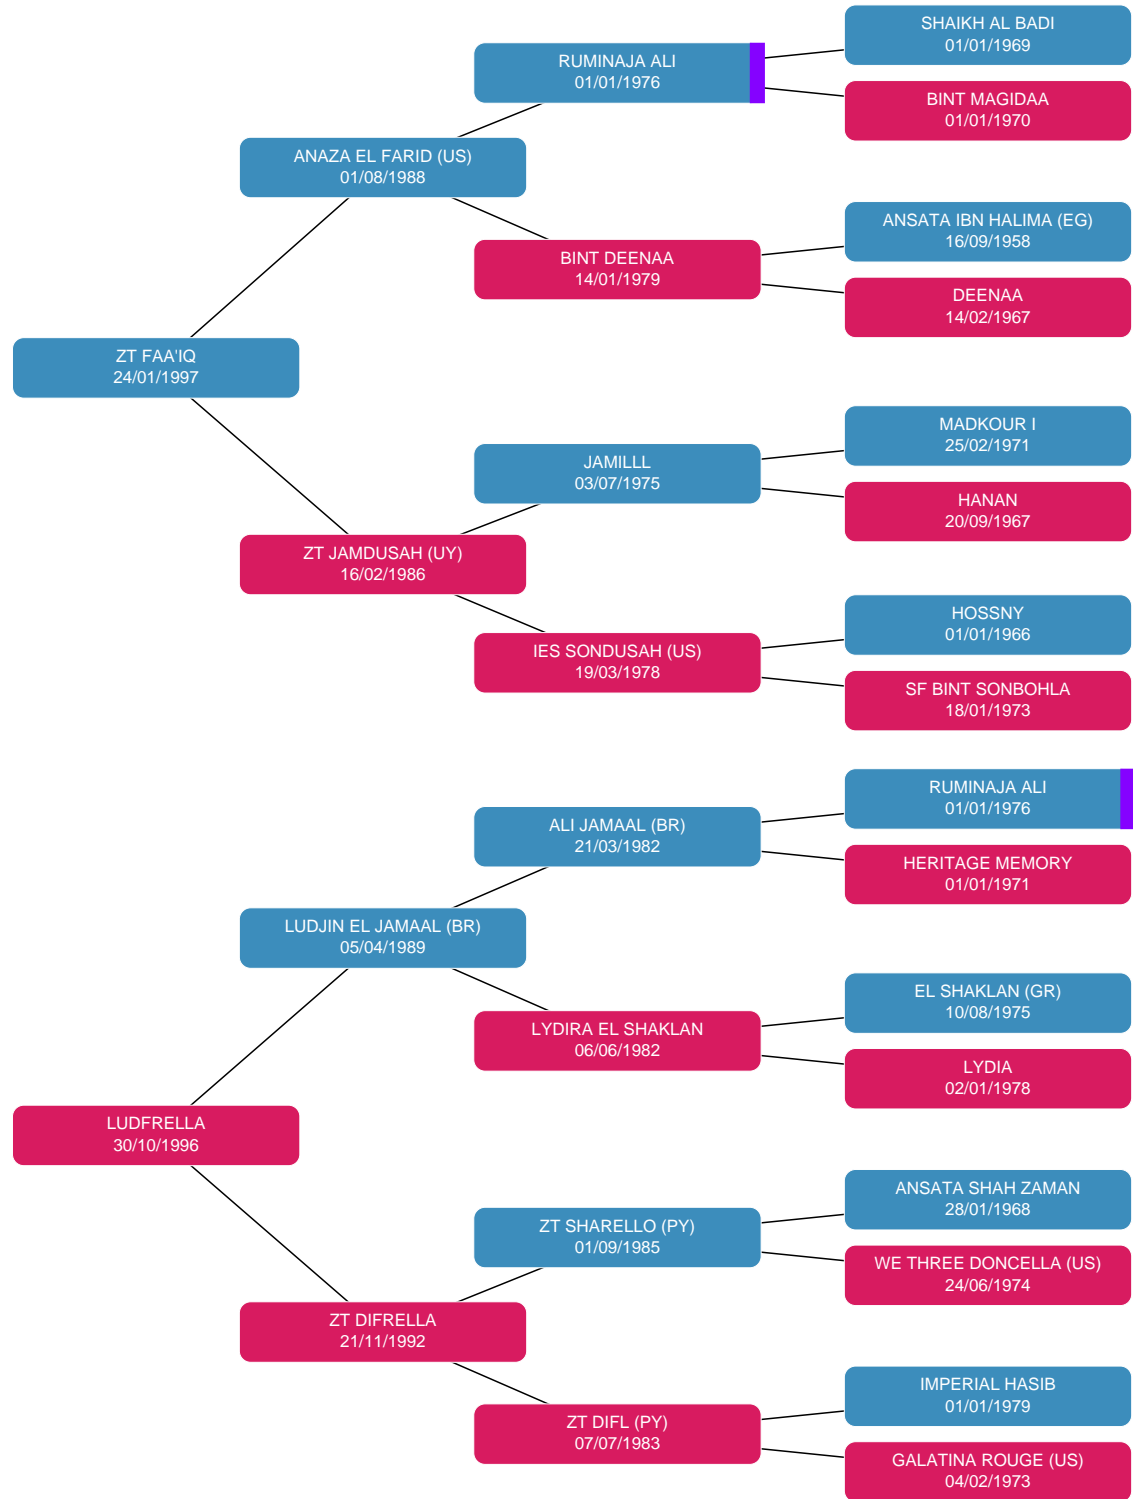 SHAIKH AL BADI
01/01/1969
RUMINAJA ALI
01/01/1976
BINT MAGIDAA
01/01/1970
ANAZA EL FARID (US)
01/08/1988
ANSATA IBN HALIMA (EG)
16/09/1958
BINT DEENAA
14/01/1979
DEENAA
14/02/1967
ZT FAA'IQ
24/01/1997
MADKOUR I
25/02/1971
JAMILLL
03/07/1975
HANAN
20/09/1967
ZT JAMDUSAH (UY)
16/02/1986
HOSSNY
01/01/1966
IES SONDUSAH (US)
19/03/1978
SF BINT SONBOHLA
18/01/1973
RUMINAJA ALI
01/01/1976
ALI JAMAAL (BR)
21/03/1982
HERITAGE MEMORY
01/01/1971
LUDJIN EL JAMAAL (BR)
05/04/1989
EL SHAKLAN (GR)
10/08/1975
LYDIRA EL SHAKLAN
06/06/1982
LYDIA
02/01/1978
LUDFRELLA
30/10/1996
ANSATA SHAH ZAMAN
28/01/1968
ZT SHARELLO (PY)
01/09/1985
WE THREE DONCELLA (US)
24/06/1974
ZT DIFRELLA
21/11/1992
IMPERIAL HASIB
01/01/1979
ZT DIFL (PY)
07/07/1983
GALATINA ROUGE (US)
04/02/1973